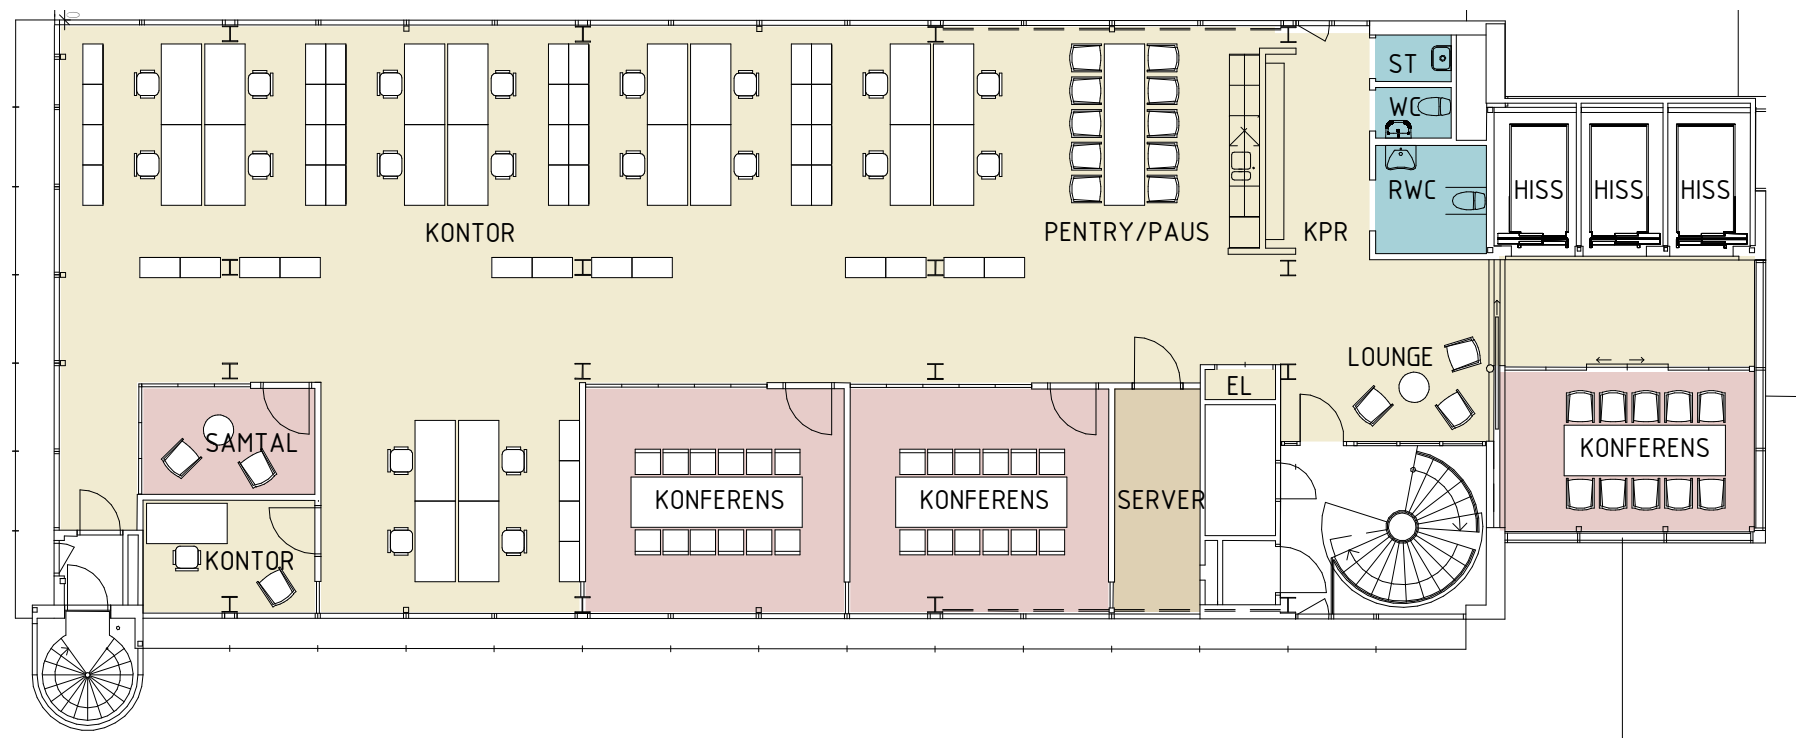 ST
WC
RWC
HISS
HISS
HISS
KONTOR
PENTRY/PAUS
KPR
LOUNGE
EL
SAMTAL
KONFERENS
KONFERENS
KONFERENS
SERVER
KONTOR